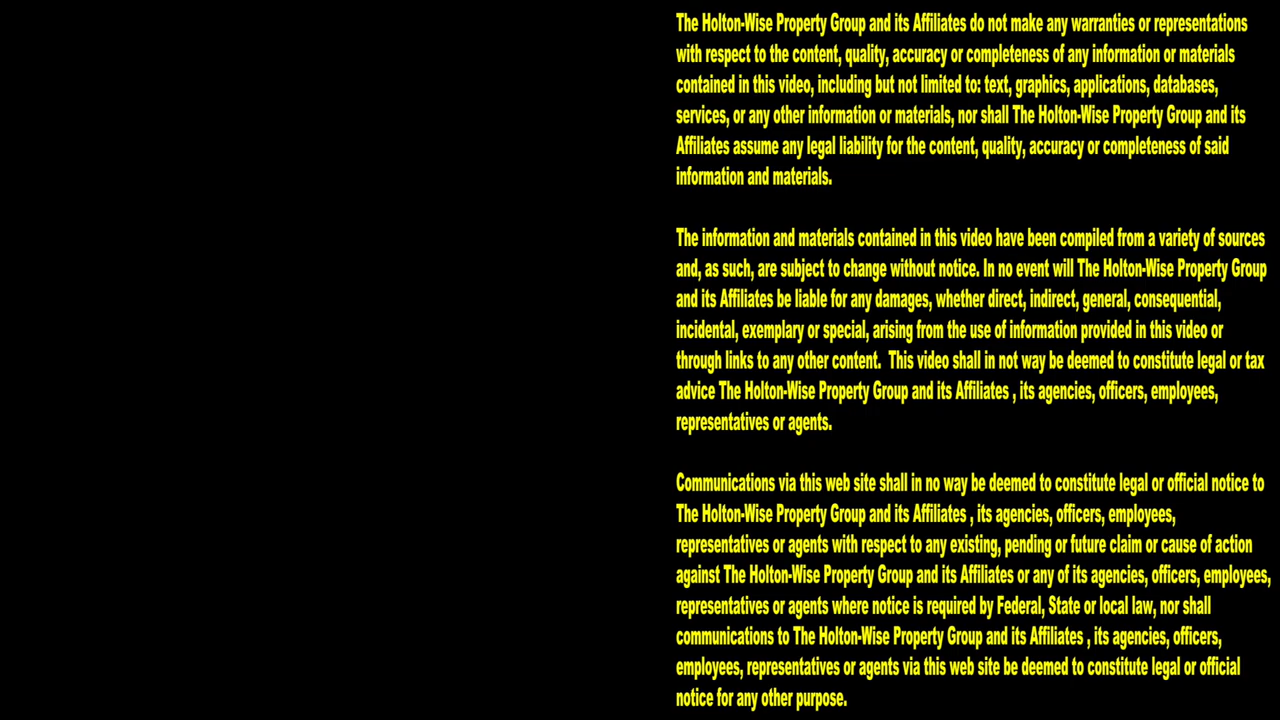 The Holton-Wise Property Group and its Affiliates do not make any warranties or representations
with respect to the content, quality, accuracy or completeness of any information or materials
contained in this video, including but not limited to: text, graphics, applications, databases,
services, or any other information or materials, nor shall The Holton-Wise Property Group and its
Affiliates assume any legal liability for the content, quality, accuracy or completeness of said
information and materials.
The information and materials contained in this video have been compiled from a variety of sources
and, as such, are subject to change without notice. In no event will The Holton-Wise Property Group
and its Affiliates be liable for any damages, whether direct, indirect, general, consequential,
incidental, exemplary or special, arising from the use of information provided in this video or
through links to any other content.  This video shall in not way be deemed to constitute legal or tax
advice The Holton-Wise Property Group and its Affiliates , its agencies, officers, employees,
representatives or agents.
Communications via this web site shall in no way be deemed to constitute legal or official notice to
The Holton-Wise Property Group and its Affiliates , its agencies, officers, employees,
representatives or agents with respect to any existing, pending or future claim or cause of action
against The Holton-Wise Property Group and its Affiliates or any of its agencies, officers, employees,
representatives or agents where notice is required by Federal, State or local law, nor shall
communications to The Holton-Wise Property Group and its Affiliates , its agencies, officers,
employees, representatives or agents via this web site be deemed to constitute legal or official
notice for any other purpose.